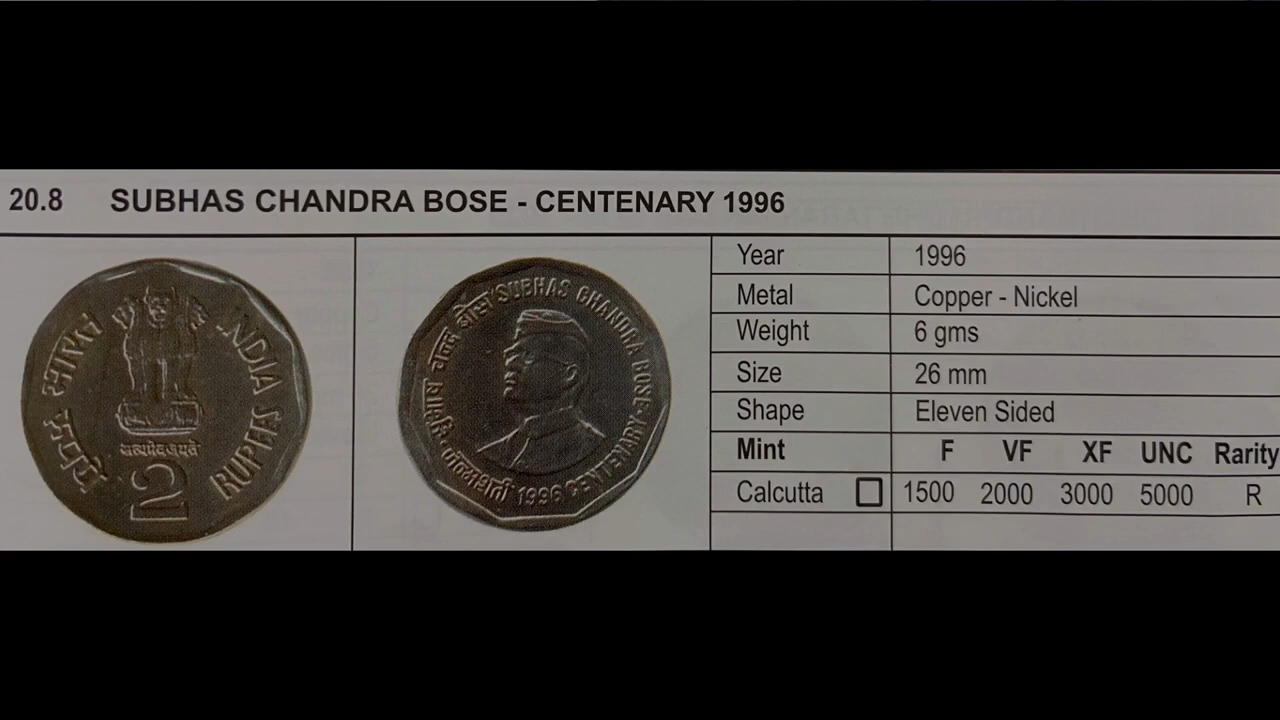 20.8 SUBHAS CHANDRA BOSE - CENTENARY 1996
भारत INDIA
रुपये RUPEES
सत्यमेव जयते
2
सुभाष चन्द्र बोस SUBHAS CHANDRA BOSE
जन्मशती 1996 CENTENARY
Year 1996
Metal Copper - Nickel
Weight 6 gms
Size 26 mm
Shape Eleven Sided
Mint F VF XF UNC Rarity
Calcutta 1500 2000 3000 5000 R